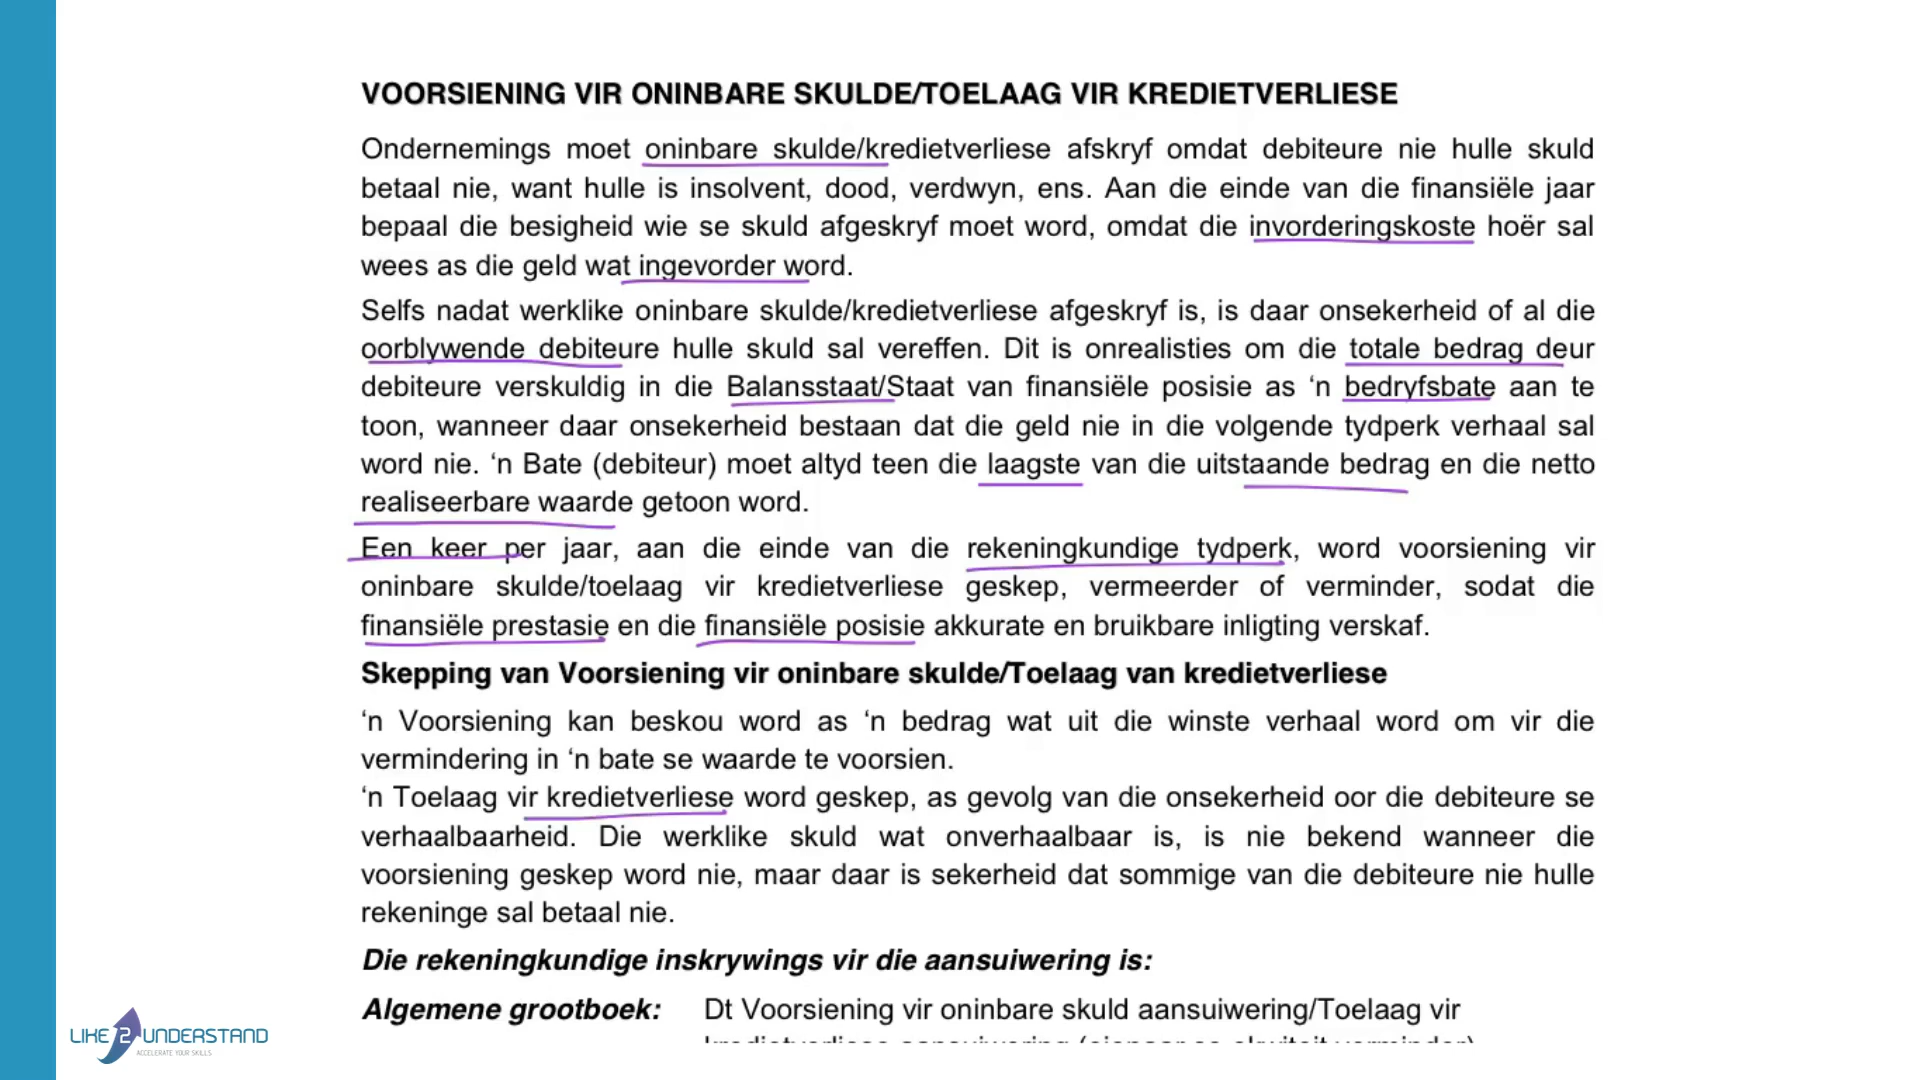 VOORSIENING VIR ONINBARE SKULDE/TOELAAG VIR KREDIETVERLIESE
Ondernemings moet oninbare skulde/kredietverliese afskryf omdat debiteure nie hulle skuld
betaal nie, want hulle is insolvent, dood, verdwyn, ens. Aan die einde van die finansiële jaar
bepaal die besigheid wie se skuld afgeskryf moet word, omdat die invorderingskoste hoër sal
wees as die geld wat ingevorder word.
Selfs nadat werklike oninbare skulde/kredietverliese afgeskryf is, is daar onsekerheid of al die
oorblywende debiteure hulle skuld sal vereffen. Dit is onrealisties om die totale bedrag deur
debiteure verskuldig in die Balansstaat/Staat van finansiële posisie as ‘n bedryfsbate aan te
toon, wanneer daar onsekerheid bestaan dat die geld nie in die volgende tydperk verhaal sal
word nie. ‘n Bate (debiteur) moet altyd teen die laagste van die uitstaande bedrag en die netto
realiseerbare waarde getoon word.
Een keer per jaar, aan die einde van die rekeningkundige tydperk, word voorsiening vir
oninbare skulde/toelaag vir kredietverliese geskep, vermeerder of verminder, sodat die
finansiële prestasie en die finansiële posisie akkurate en bruikbare inligting verskaf.
Skepping van Voorsiening vir oninbare skulde/Toelaag van kredietverliese
‘n Voorsiening kan beskou word as ‘n bedrag wat uit die winste verhaal word om vir die
vermindering in ‘n bate se waarde te voorsien.
‘n Toelaag vir kredietverliese word geskep, as gevolg van die onsekerheid oor die debiteure se
verhaalbaarheid. Die werklike skuld wat onverhaalbaar is, is nie bekend wanneer die
voorsiening geskep word nie, maar daar is sekerheid dat sommige van die debiteure nie hulle
rekeninge sal betaal nie.
Die rekeningkundige inskrywings vir die aansuiwering is:
Algemene grootboek: Dt Voorsiening vir oninbare skuld aansuiwering/Toelaag vir
LIKE 2 UNDERSTAND
ACCELERATE YOUR SKILLS